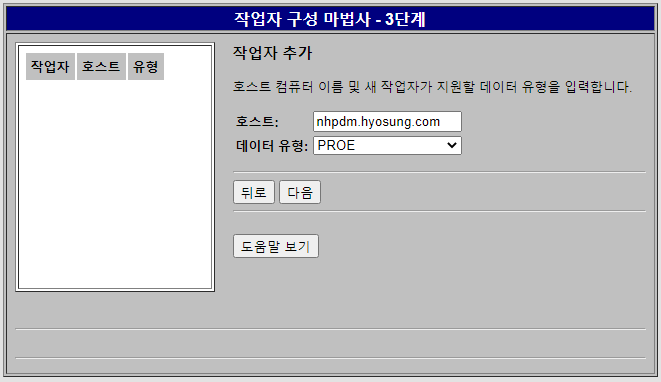 작업자 구성 마법사 - 3단계
작업자 호스트 유형
작업자 추가
호스트 컴퓨터 이름 및 새 작업자가 지원할 데이터 유형을 입력합니다.
호스트: nhpdm.hyosung.com
데이터 유형: PROE
뒤로 다음
도움말 보기